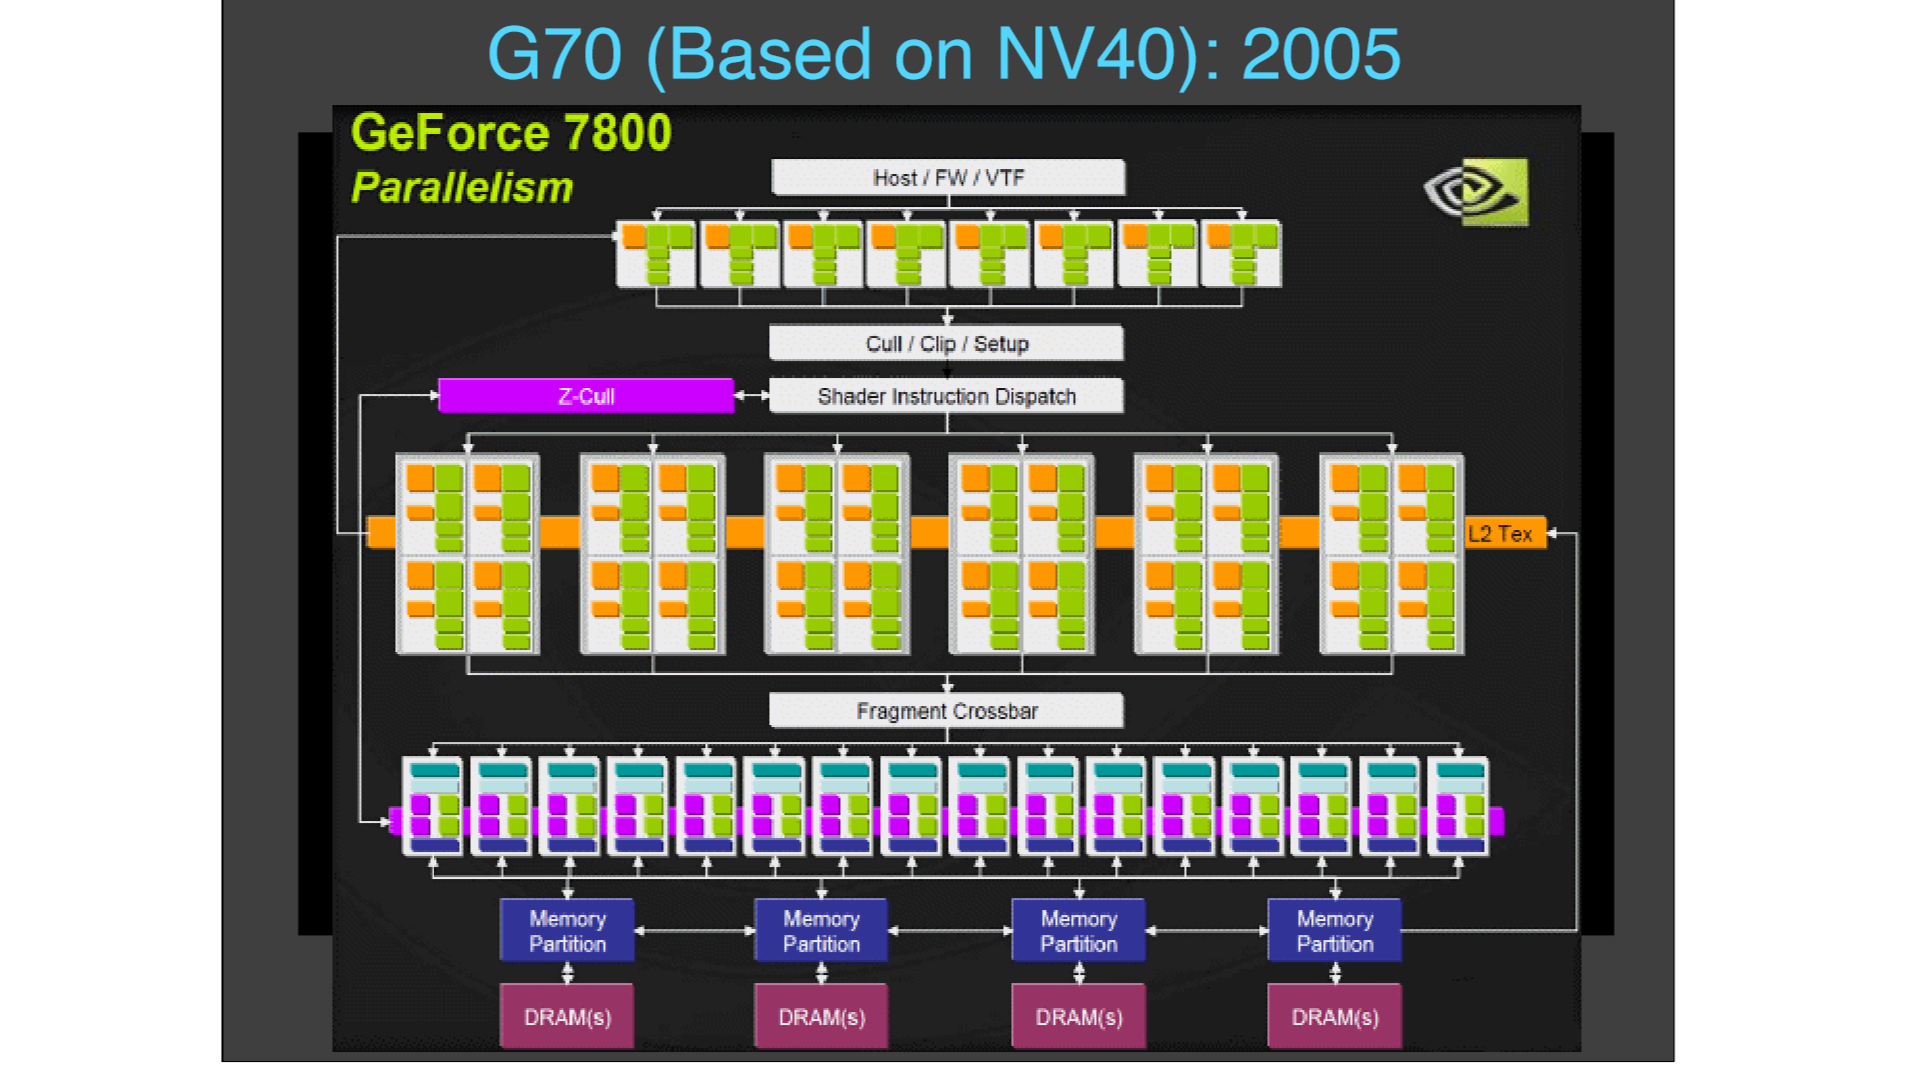 G70 (Based on NV40): 2005
GeForce 7800
Parallelism
Host / FW / VTF
Cull / Clip / Setup
Z-Cull
Shader Instruction Dispatch
L2 Tex
Fragment Crossbar
Memory
Partition
Memory
Partition
Memory
Partition
Memory
Partition
DRAM(s)
DRAM(s)
DRAM(s)
DRAM(s)